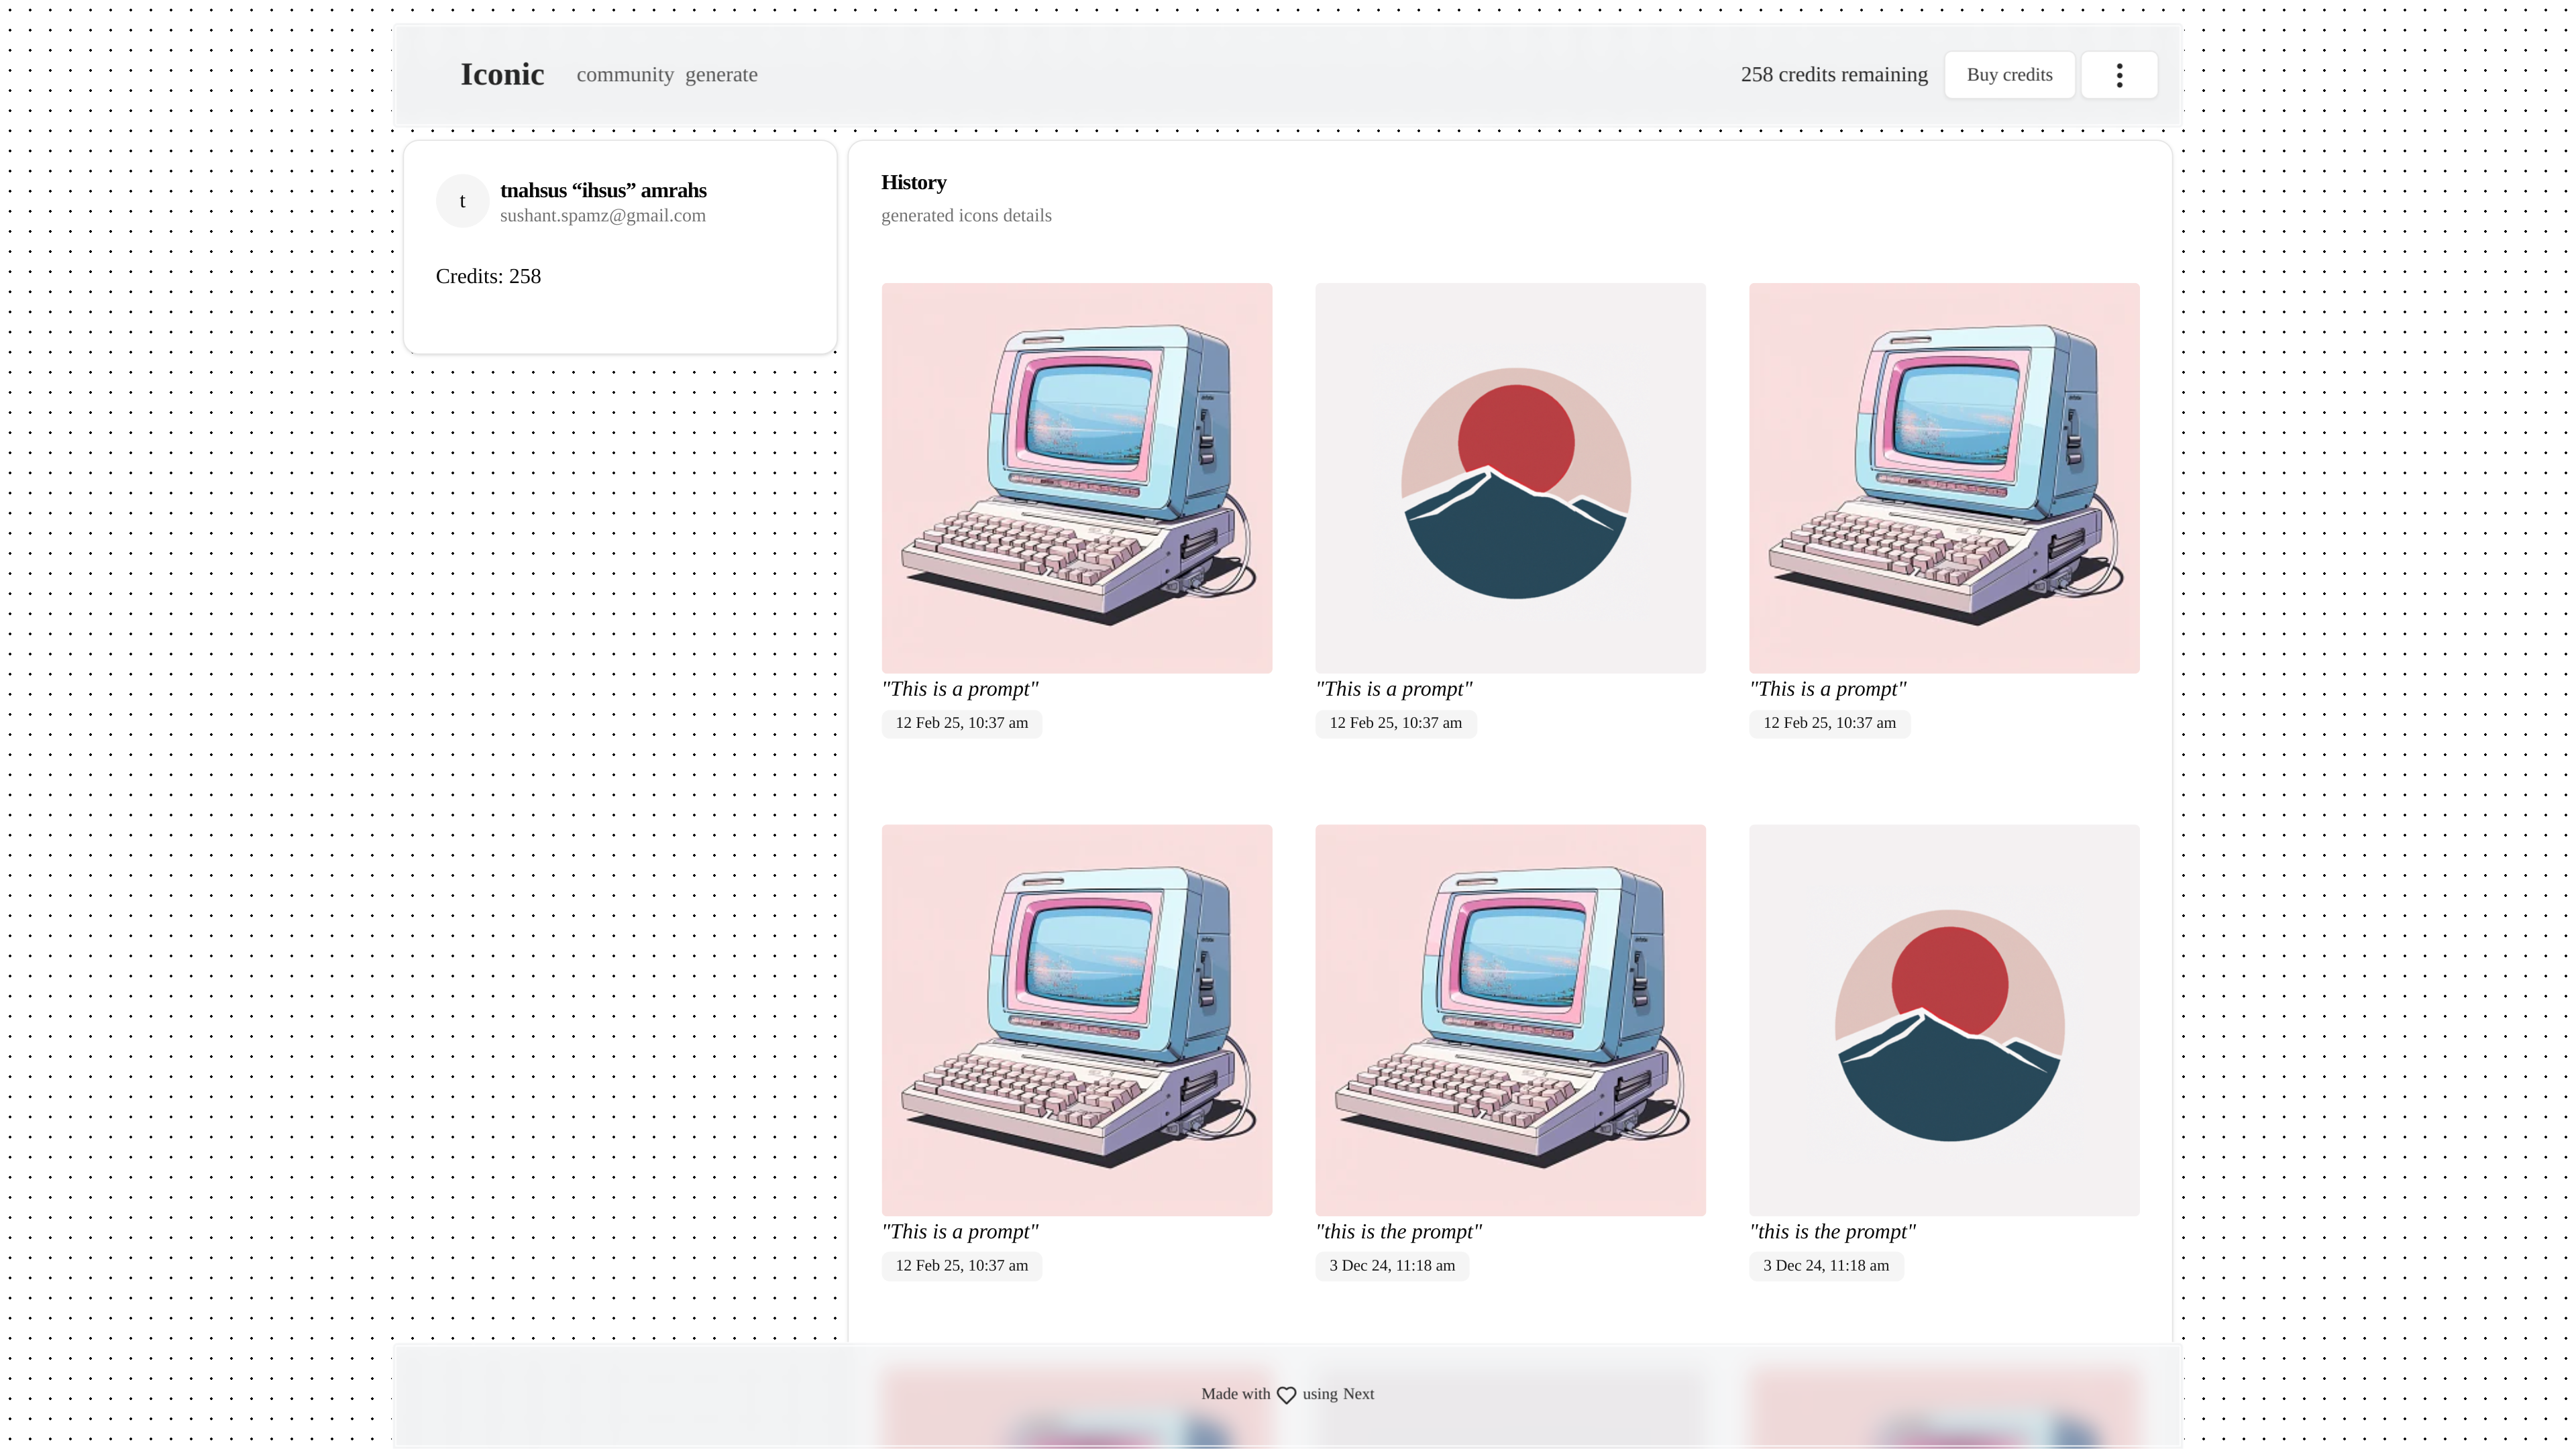 Iconic community generate 258 credits remaining Buy credits
t
tnahsus “ihsus” amrahs
sushant.spamz@gmail.com
Credits: 258
History
generated icons details
"This is a prompt" "This is a prompt" "This is a prompt"
12 Feb 25, 10:37 am 12 Feb 25, 10:37 am 12 Feb 25, 10:37 am
"This is a prompt" "this is the prompt" "this is the prompt"
12 Feb 25, 10:37 am 3 Dec 24, 11:18 am 3 Dec 24, 11:18 am
Made with using Next